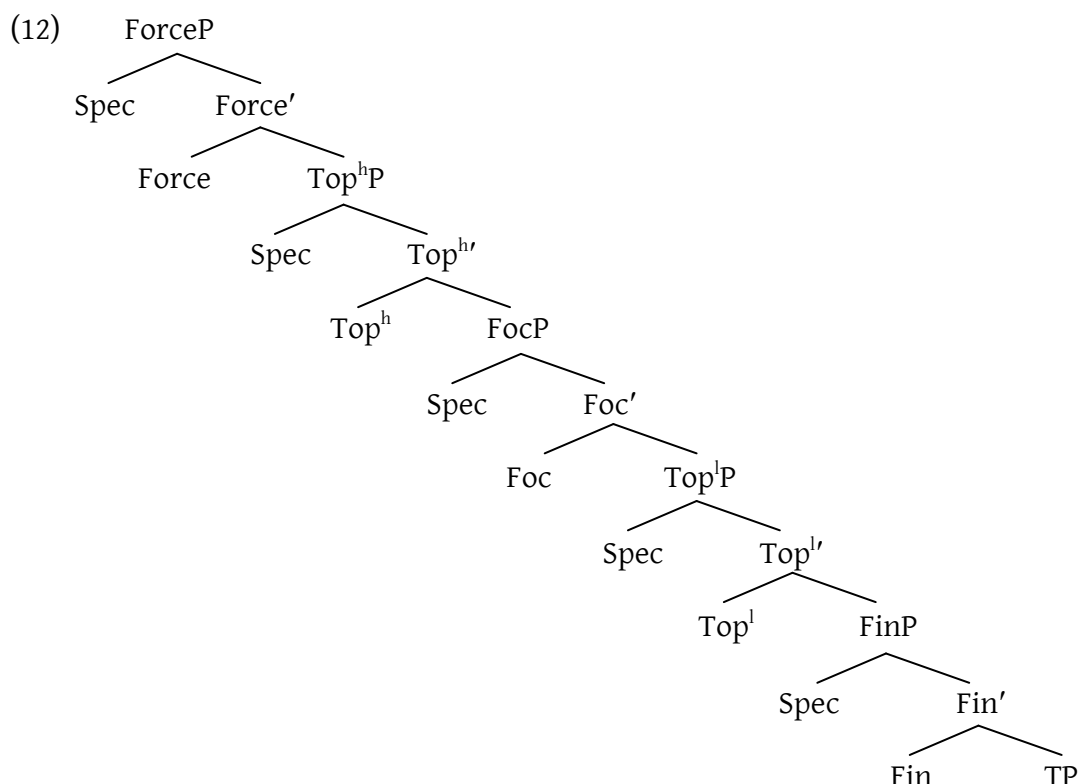 (12) ForceP
Spec Force′
Force TopʰP
Spec Topʰ′
Topʰ FocP
Spec Foc′
Foc TopˡP
Spec Topˡ′
Topˡ FinP
Spec Fin′
Fin TP